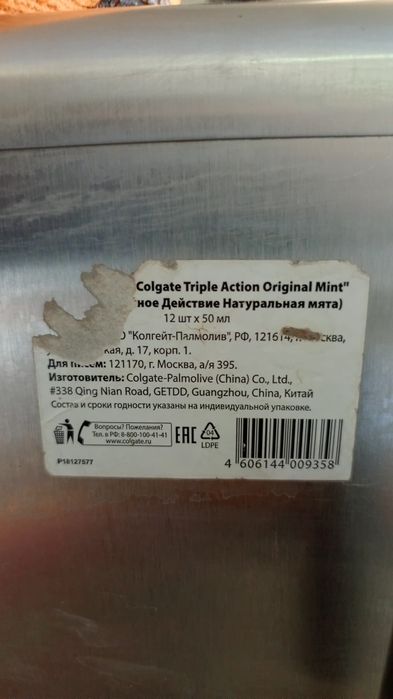 Colgate Triple Action Original Mint"
ное Действие Натуральная мята)
12 шт х 50 мл
О "Колгейт-Палмолив", РФ, 121614,
кая, д. 17, корп. 1.
Для писем: 121170, г. Москва, а/я 395.
Изготовитель: Colgate-Palmolive (China) Co., Ltd.,
#338 Qing Nian Road, GETDD, Guangzhou, China, Китай
Состав и сроки годности указаны на индивидуальной упаковке.
Вопросы? Пожелания?
Тел. в РФ: 8-800-100-41-41
www.colgate.ru
EAC
04
LDPE
4 606144 009358
P18127577